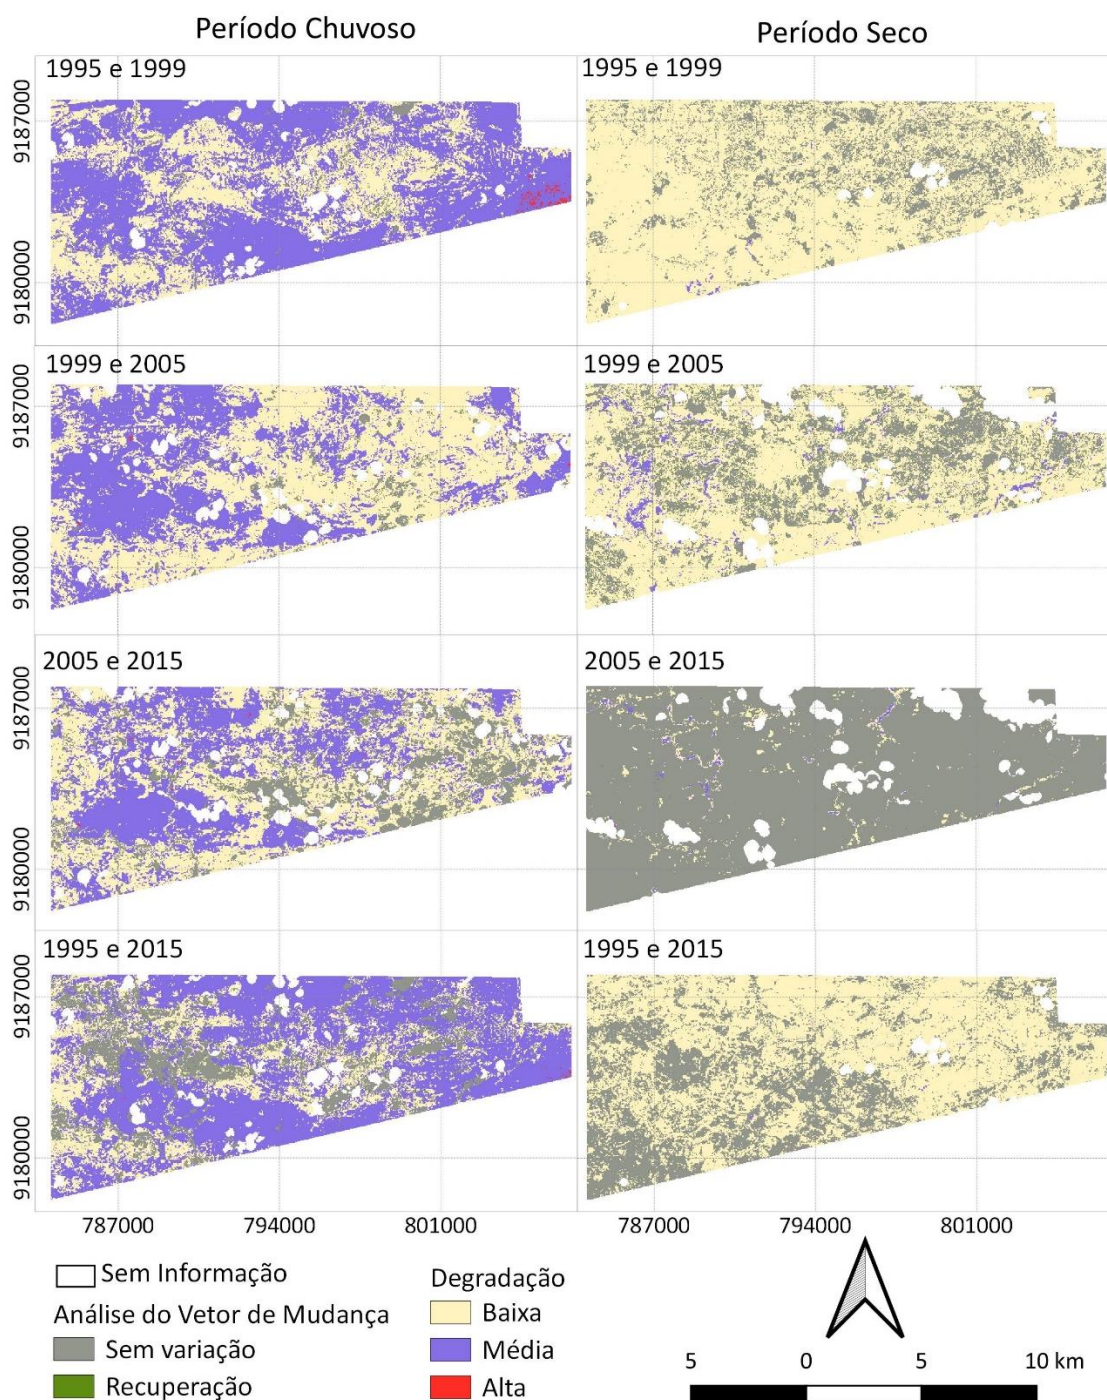 Período Chuvoso
Período Seco
1995 e 1999
1995 e 1999
9187000
9180000
1999 e 2005
1999 e 2005
9187000
9180000
2005 e 2015
2005 e 2015
9187000
9180000
1995 e 2015
1995 e 2015
9187000
9180000
787000 794000 801000
787000 794000 801000
Sem Informação
Análise do Vetor de Mudança
Sem variação
Recuperação
Degradação
Baixa
Média
Alta
5 0 5 10 km